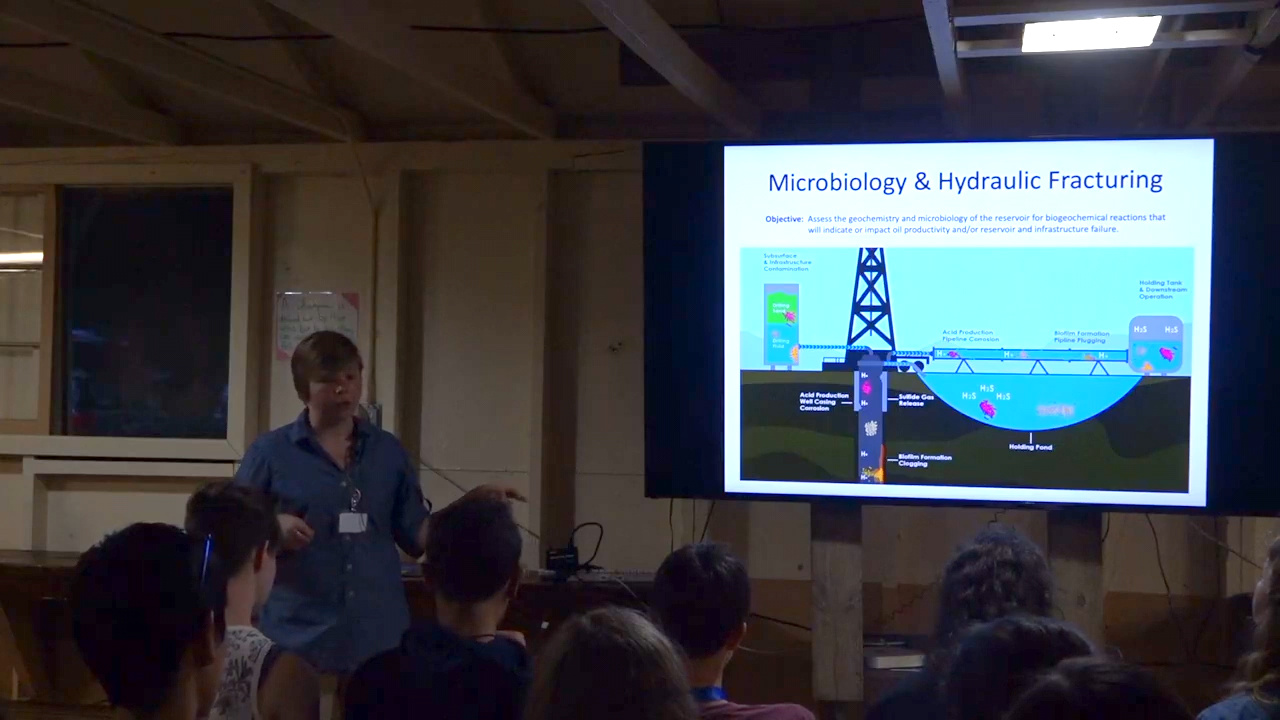 Microbiology & Hydraulic Fracturing
Objective: Assess the geochemistry and microbiology of the reservoir for biogeochemical reactions that
will indicate or impact oil productivity and/or reservoir and infrastructure failure.
Subsurface
& Infrastructure
Contamination
Holding Tank
& Downstream
Operation
H₂S H₂S
Acid Production
Pipeline Corrosion
Biofilm Formation
Pipline Plugging
H+ H+ H+
H+
Acid Production
Well Casing
Corrosion
H+
Sulfide Gas
Release
H₂S
H₂S H₂S
Holding Pond
H+
Biofilm Formation
Clogging
H+